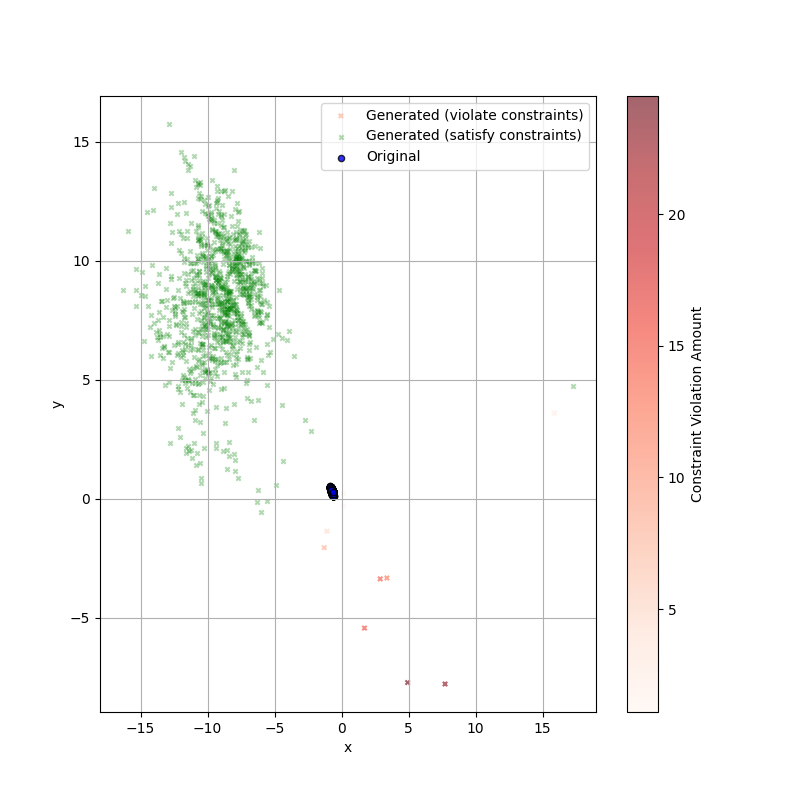 Generated (violate constraints)
Generated (satisfy constraints)
Original
15
10
5
0
−5
−15
−10
−5
0
5
10
15
x
y
20
15
10
5
Constraint Violation Amount